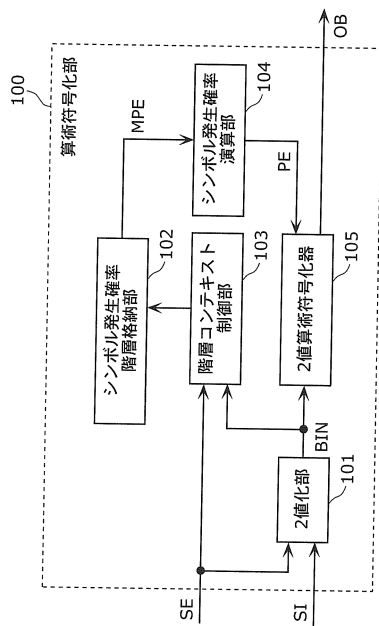 100
算術符号化部
シンボル発生確率
階層格納部
102
MPE
シンボル発生確率
演算部
104
階層コンテキスト
制御部
103
PE
2値算術符号化器
105
OB
BIN
2値化部
101
SE
SI